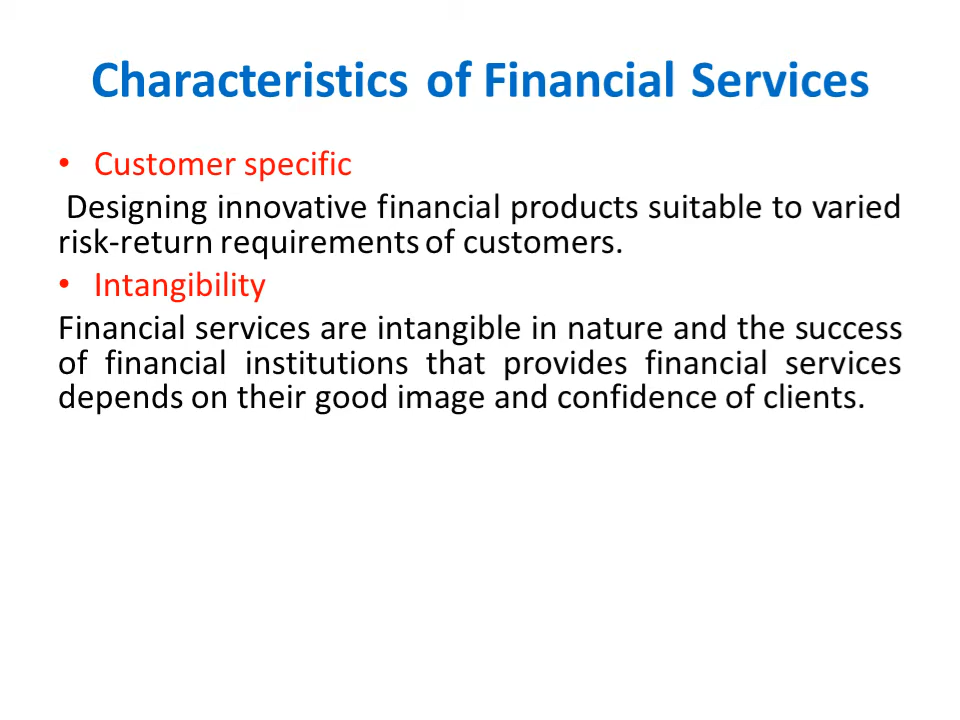 Characteristics of Financial Services
• Customer specific
Designing innovative financial products suitable to varied
risk-return requirements of customers.
• Intangibility
Financial services are intangible in nature and the success
of financial institutions that provides financial services
depends on their good image and confidence of clients.